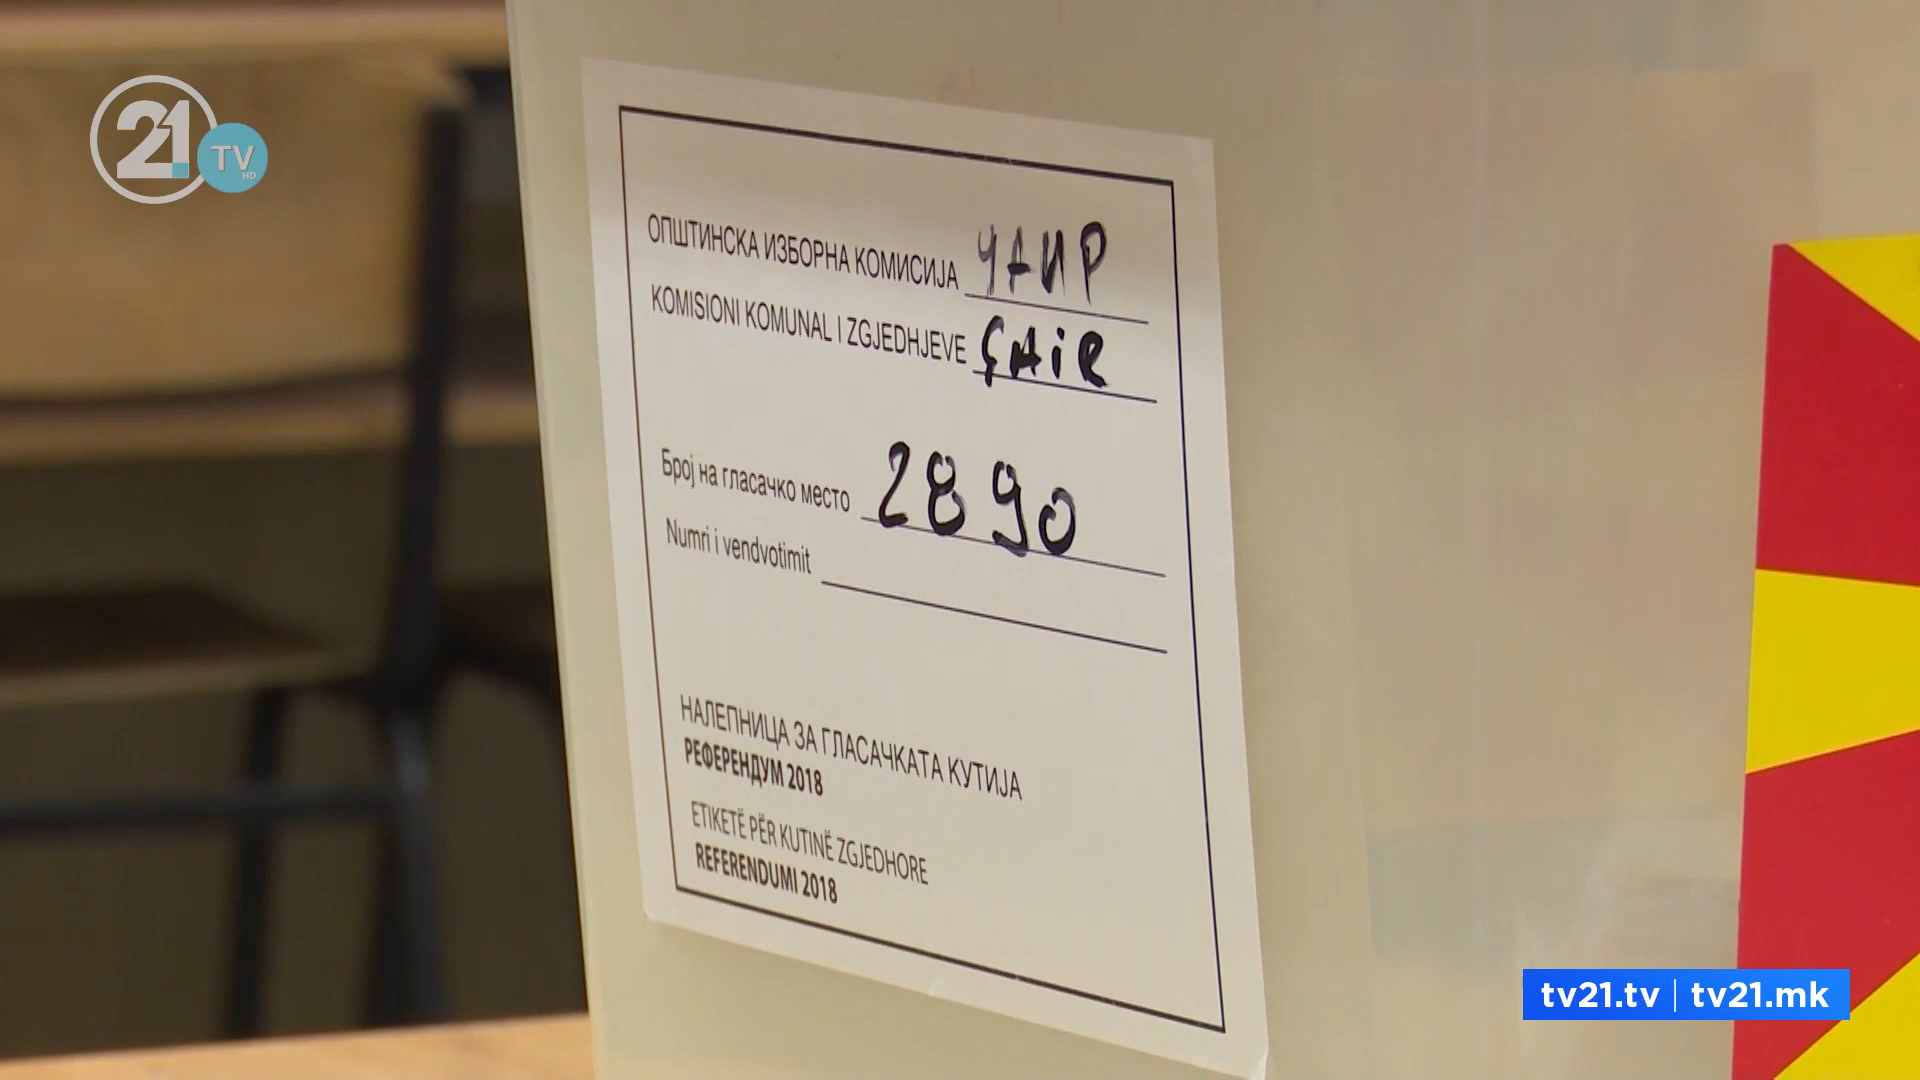 21 TV HD
ОПШТИНСКА ИЗБОРНА КОМИСИЈА ЧАИР
KOMISIONI KOMUNAL I ZGJEDHJEVE ÇAiR
Број на гласачко место 2890
Numri i vendvotimit
НАЛЕПНИЦА ЗА ГЛАСАЧКАТА КУТИЈА
РЕФЕРЕНДУМ 2018
ETIKETË PËR KUTINË ZGJEDHORE
REFERENDUMI 2018
tv21.tv | tv21.mk